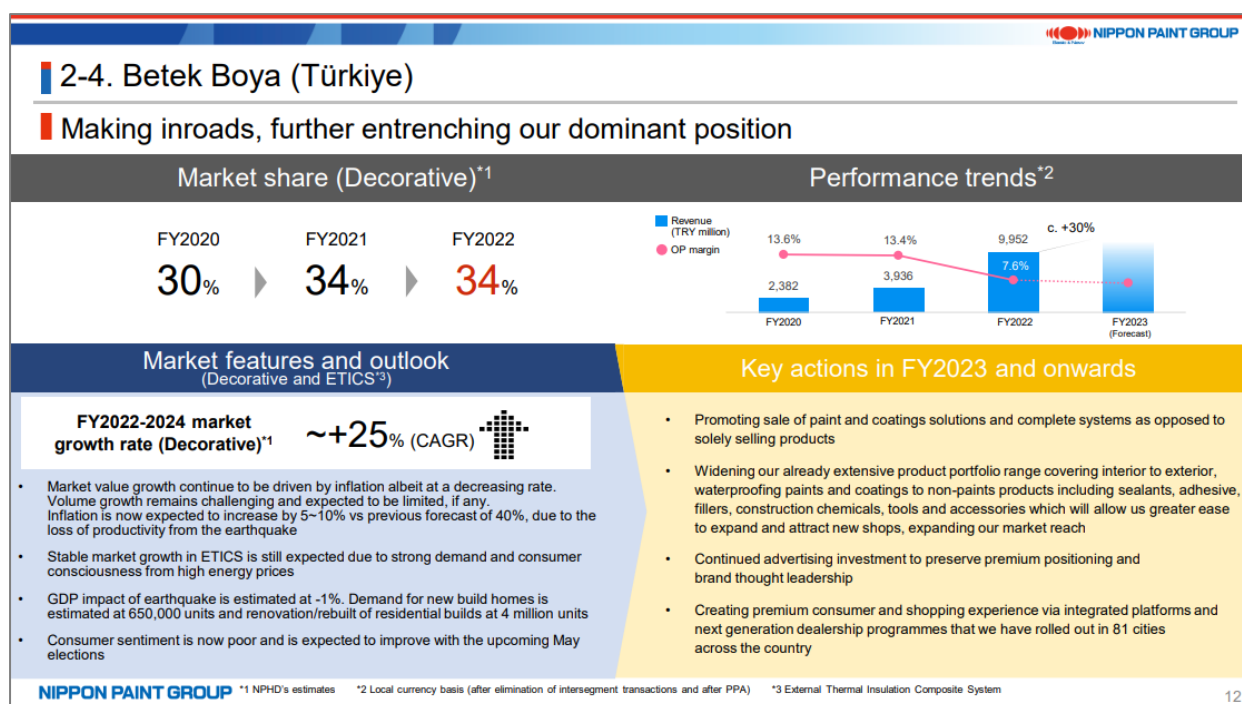 NIPPON PAINT GROUP
2-4. Betek Boya (Türkiye)
Making inroads, further entrenching our dominant position
Market share (Decorative)*1
FY2020
FY2021
FY2022
30%
34%
34%
Performance trends*2
Revenue
(TRY million)
OP margin
13.6%
13.4%
7.6%
c. +30%
2,382
3,936
9,952
FY2020
FY2021
FY2022
FY2023
(Forecast)
Market features and outlook
(Decorative and ETICS*3)
FY2022-2024 market
growth rate (Decorative)*1
~+25% (CAGR)
• Market value growth continue to be driven by inflation albeit at a decreasing rate.
Volume growth remains challenging and expected to be limited, if any.
Inflation is now expected to increase by 5~10% vs previous forecast of 40%, due to the
loss of productivity from the earthquake
• Stable market growth in ETICS is still expected due to strong demand and consumer
consciousness from high energy prices
• GDP impact of earthquake is estimated at -1%. Demand for new build homes is
estimated at 650,000 units and renovation/rebuilt of residential builds at 4 million units
• Consumer sentiment is now poor and is expected to improve with the upcoming May
elections
Key actions in FY2023 and onwards
• Promoting sale of paint and coatings solutions and complete systems as opposed to
solely selling products
• Widening our already extensive product portfolio range covering interior to exterior,
waterproofing paints and coatings to non-paints products including sealants, adhesive,
fillers, construction chemicals, tools and accessories which will allow us greater ease
to expand and attract new shops, expanding our market reach
• Continued advertising investment to preserve premium positioning and
brand thought leadership
• Creating premium consumer and shopping experience via integrated platforms and
next generation dealership programmes that we have rolled out in 81 cities
across the country
NIPPON PAINT GROUP
*1 NPHD's estimates *2 Local currency basis (after elimination of intersegment transactions and after PPA) *3 External Thermal Insulation Composite System
12